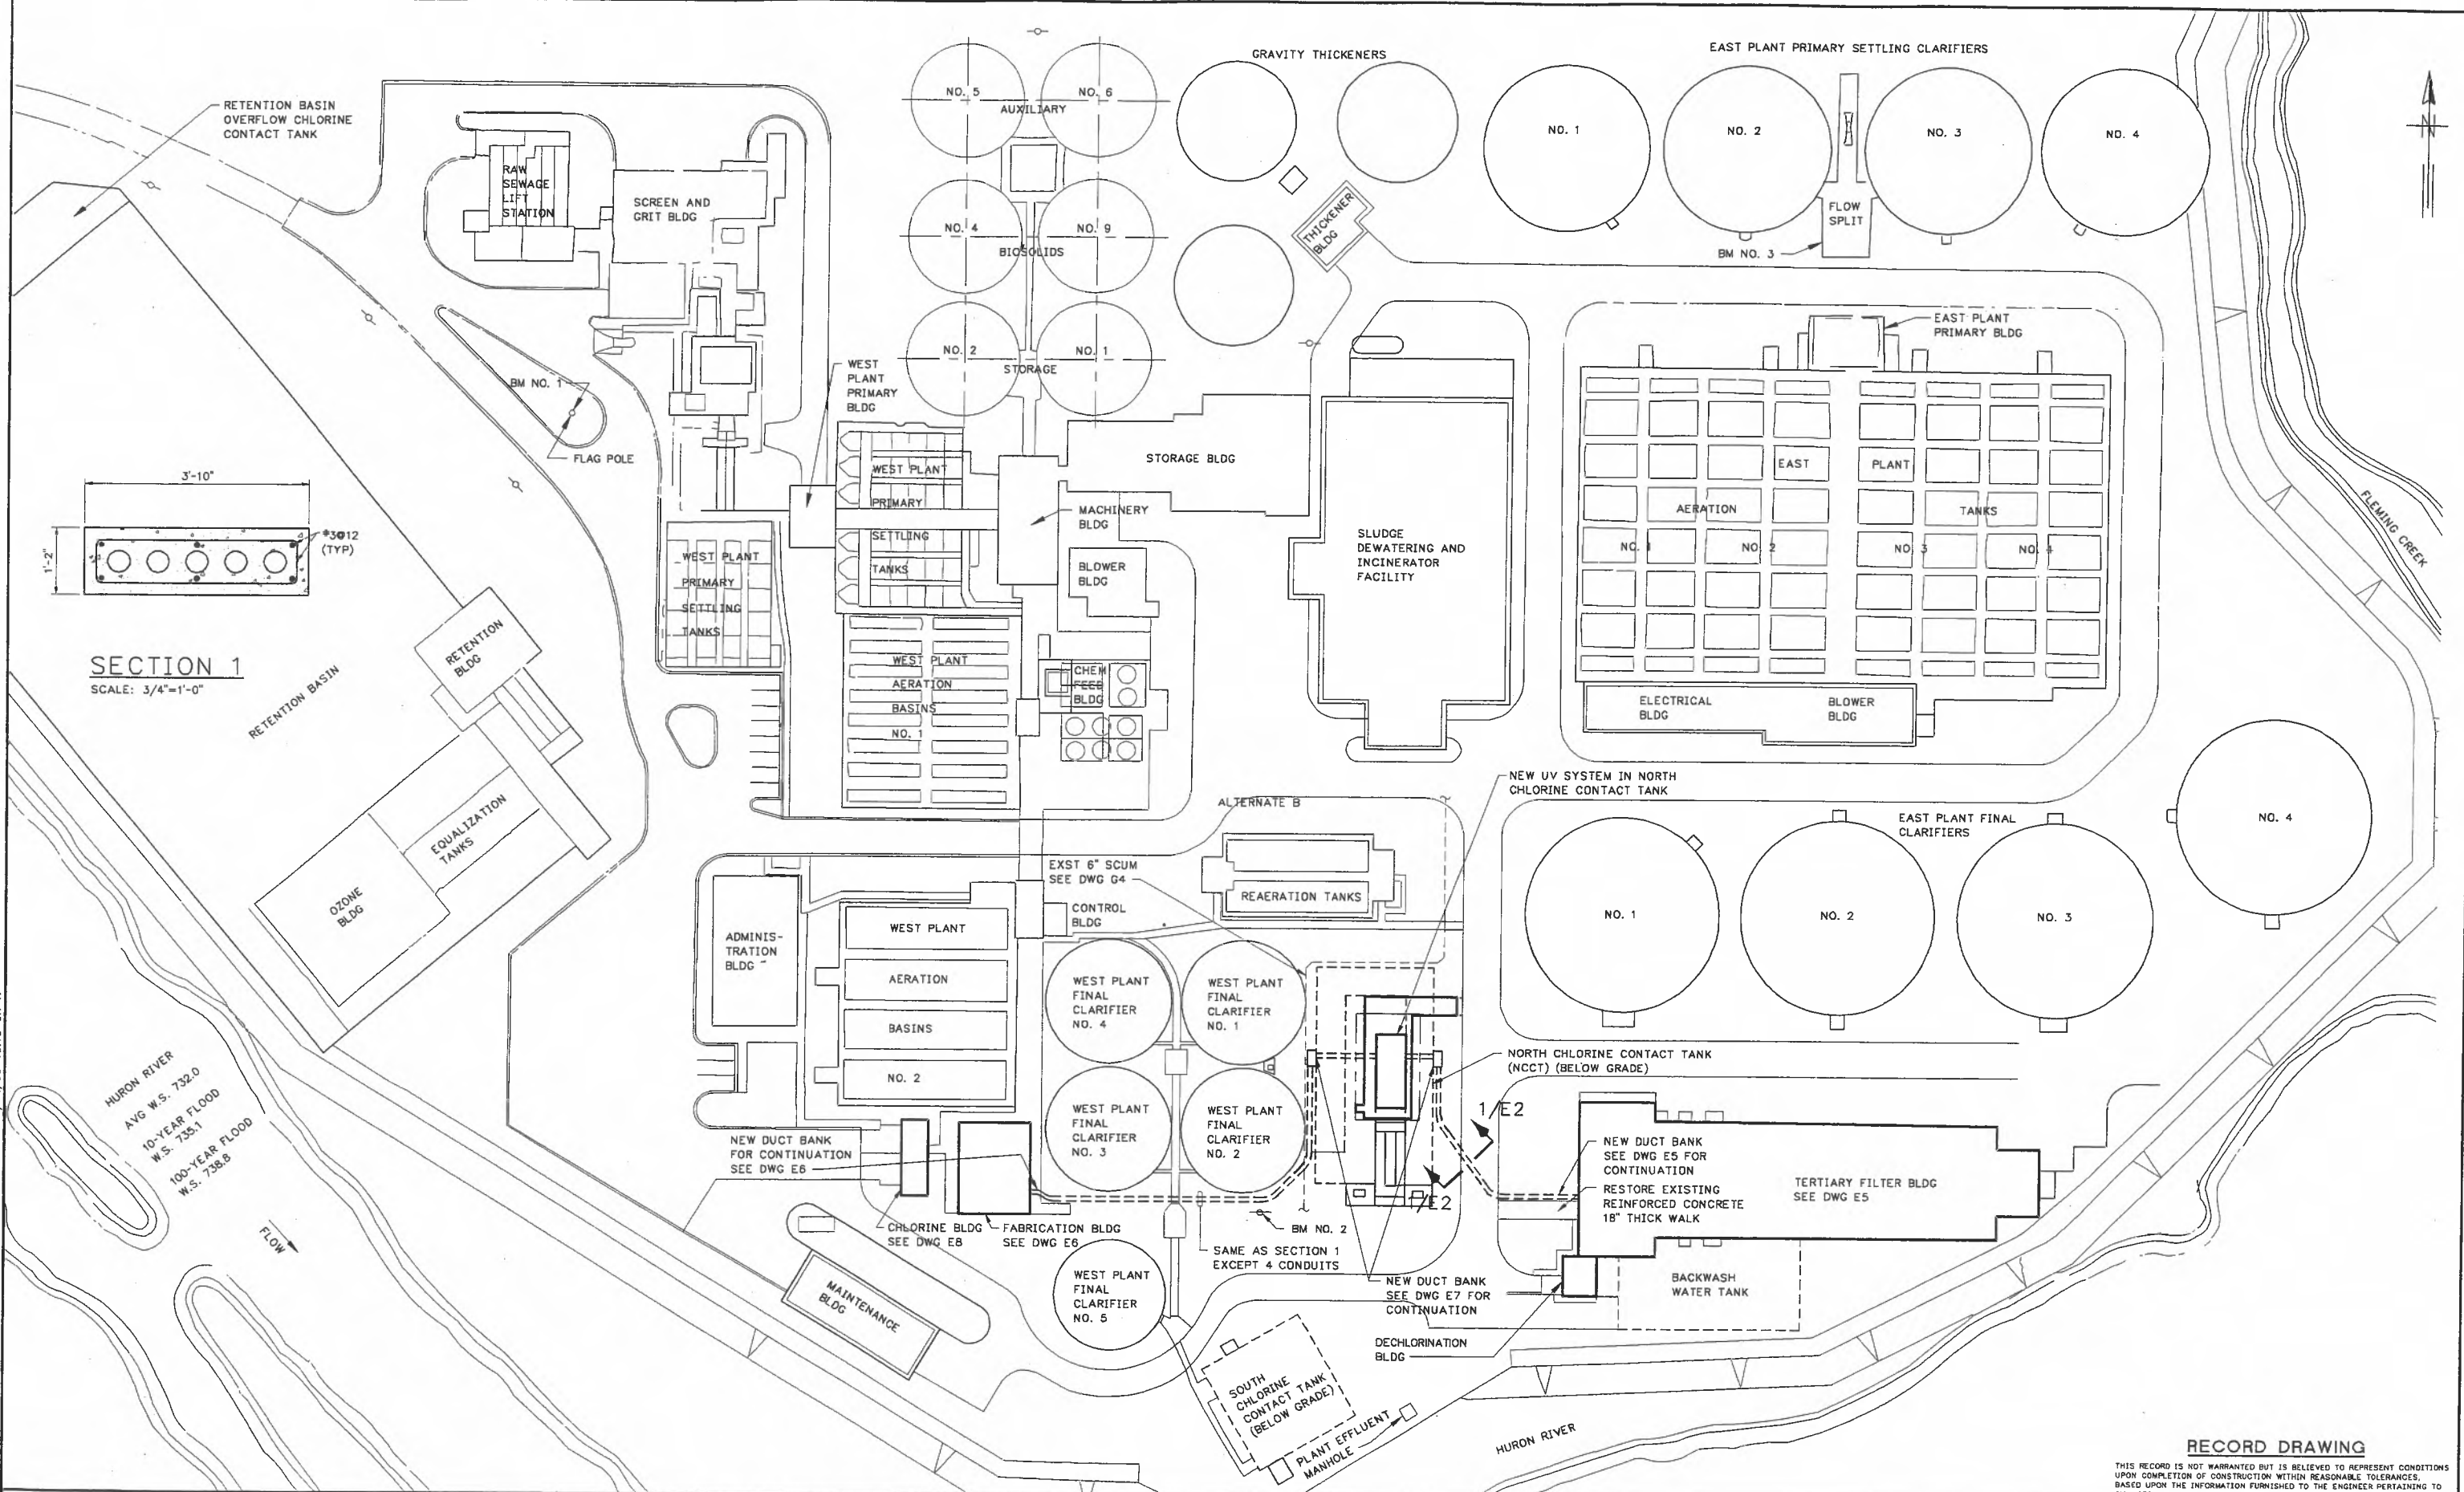 RETENTION BASIN
OVERFLOW CHLORINE
CONTACT TANK
RAW
SEWAGE
LIFT
STATION
SCREEN AND
GRIT BLDG
NO. 5
NO. 6
AUXILIARY
NO. 4
NO. 9
BIOSOLIDS
NO. 2
NO. 1
STORAGE
GRAVITY THICKENERS
THICKENER
BLDG
EAST PLANT PRIMARY SETTLING CLARIFIERS
NO. 1
NO. 2
NO. 3
NO. 4
FLOW
SPLIT
BM NO. 3
N
EAST PLANT
PRIMARY BLDG
BM NO. 1
FLAG POLE
WEST
PLANT
PRIMARY
BLDG
3'-10"
1'-2"
#3@12
(TYP)
SECTION 1
SCALE: 3/4"=1'-0"
WEST PLANT
PRIMARY
SETTLING
TANKS
WEST PLANT
PRIMARY
SETTLING
TANKS
MACHINERY
BLDG
STORAGE BLDG
BLOWER
BLDG
SLUDGE
DEWATERING AND
INCINERATOR
FACILITY
EAST
PLANT
AERATION
TANKS
NO. 1
NO. 2
NO. 3
NO. 4
ELECTRICAL
BLDG
BLOWER
BLDG
FLEMING CREEK
RETENTION
BLDG
RETENTION BASIN
EQUALIZATION
TANKS
OZONE
BLDG
WEST PLANT
AERATION
BASINS
NO. 1
CHEM
FEED
BLDG
ALTERNATE B
NEW UV SYSTEM IN NORTH
CHLORINE CONTACT TANK
EAST PLANT FINAL
CLARIFIERS
NO. 1
NO. 2
NO. 3
NO. 4
EXST 6" SCUM
SEE DWG G4
REAERATION TANKS
CONTROL
BLDG
ADMINIS-
TRATION
BLDG
WEST PLANT
AERATION
BASINS
NO. 2
WEST PLANT
FINAL
CLARIFIER
NO. 4
WEST PLANT
FINAL
CLARIFIER
NO. 1
WEST PLANT
FINAL
CLARIFIER
NO. 3
WEST PLANT
FINAL
CLARIFIER
NO. 2
NORTH CHLORINE CONTACT TANK
(NCCT) (BELOW GRADE)
1/E2
1/E2
HURON RIVER
AVG W.S. 732.0
10-YEAR FLOOD
W.S. 735.1
100-YEAR FLOOD
W.S. 738.8
FLOW
NEW DUCT BANK
FOR CONTINUATION
SEE DWG E6
CHLORINE BLDG
SEE DWG E8
FABRICATION BLDG
SEE DWG E6
BM NO. 2
SAME AS SECTION 1
EXCEPT 4 CONDUITS
NEW DUCT BANK
SEE DWG E5 FOR
CONTINUATION
RESTORE EXISTING
REINFORCED CONCRETE
18" THICK WALK
TERTIARY FILTER BLDG
SEE DWG E5
NEW DUCT BANK
SEE DWG E7 FOR
CONTINUATION
BACKWASH
WATER TANK
DECHLORINATION
BLDG
MAINTENANCE
BLDG
WEST PLANT
FINAL
CLARIFIER
NO. 5
SOUTH
CHLORINE
CONTACT TANK
(BELOW GRADE)
PLANT EFFLUENT
MANHOLE
HURON RIVER
RECORD DRAWING
THIS RECORD IS NOT WARRANTED BUT IS BELIEVED TO REPRESENT CONDITIONS
UPON COMPLETION OF CONSTRUCTION WITHIN REASONABLE TOLERANCES,
BASED UPON THE INFORMATION FURNISHED TO THE ENGINEER PERTAINING TO